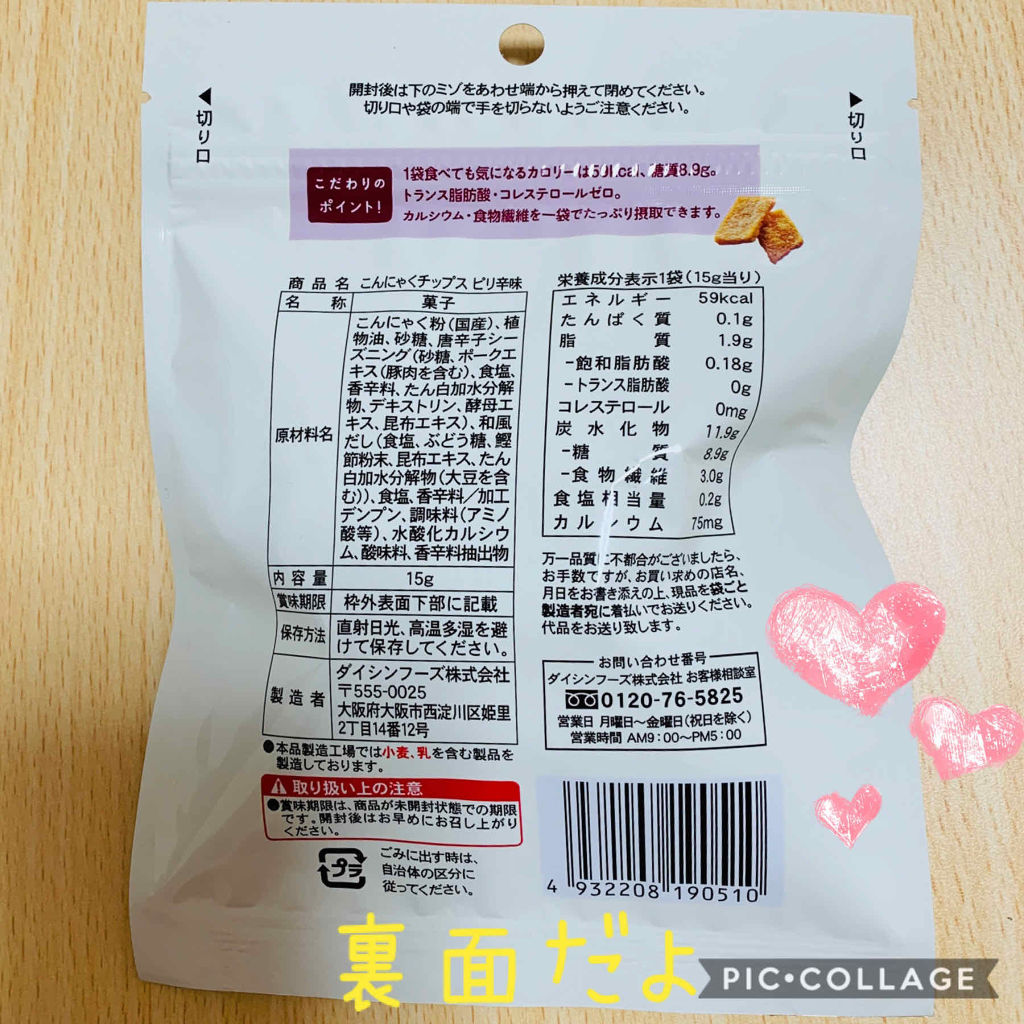 開封後は下のミゾをあわせ端から押えて閉めてください。
切り口や袋の端で手を切らないようご注意ください。
◀切り口
▶切り口
こだわりの
ポイント!
1袋食べても気になるカロリーは59kcal、糖質8.9g。
トランス脂肪酸・コレステロールゼロ。
カルシウム・食物繊維を一袋でたっぷり摂取できます。
商品名 こんにゃくチップス ピリ辛味
名称 菓子
原材料名
こんにゃく粉(国産)、植
物油、砂糖、唐辛子シー
ズニング(砂糖、ポークエ
キス(豚肉を含む)、食塩、
香辛料、たん白加水分解
物、デキストリン、酵母エ
キス、昆布エキス)、和風
だし(食塩、ぶどう糖、鰹
節粉末、昆布エキス、たん
白加水分解物(大豆を含
む))、食塩、香辛料/加工
デンプン、調味料(アミノ
酸等)、水酸化カルシウ
ム、酸味料、香辛料抽出物
内容量 15g
賞味期限 枠外表面下部に記載
保存方法 直射日光、高温多湿を避
けて保存してください。
製造者 ダイシンフーズ株式会社
〒555-0025
大阪府大阪市西淀川区姫里
2丁目14番12号
●本品製造工場では小麦、乳を含む製品を
製造しております。
取り扱い上の注意
●賞味期限は、商品が未開封状態での期限
です。開封後はお早めにお召し上がり
ください。
プラ
ごみに出す時は、
自治体の区分に
従ってください。
栄養成分表示1袋(15g当り)
エネルギー 59kcal
たんぱく質 0.1g
脂質 1.9g
-飽和脂肪酸 0.18g
-トランス脂肪酸 0g
コレステロール 0mg
炭水化物 11.9g
-糖質 8.9g
-食物繊維 3.0g
食塩相当量 0.2g
カルシウム 75mg
万一品質に不都合がございましたら、
お手数ですが、お買い求めの店名、
月日をお書き添えの上、現品を袋ごと
製造者宛に着払いでお送りください。
代品をお送り致します。
お問い合わせ番号
ダイシンフーズ株式会社 お客様相談室
0120-76-5825
営業日 月曜日〜金曜日(祝日を除く)
営業時間 AM9:00〜PM5:00
4 932208 190510
裏面だよ
PIC•COLLAGE